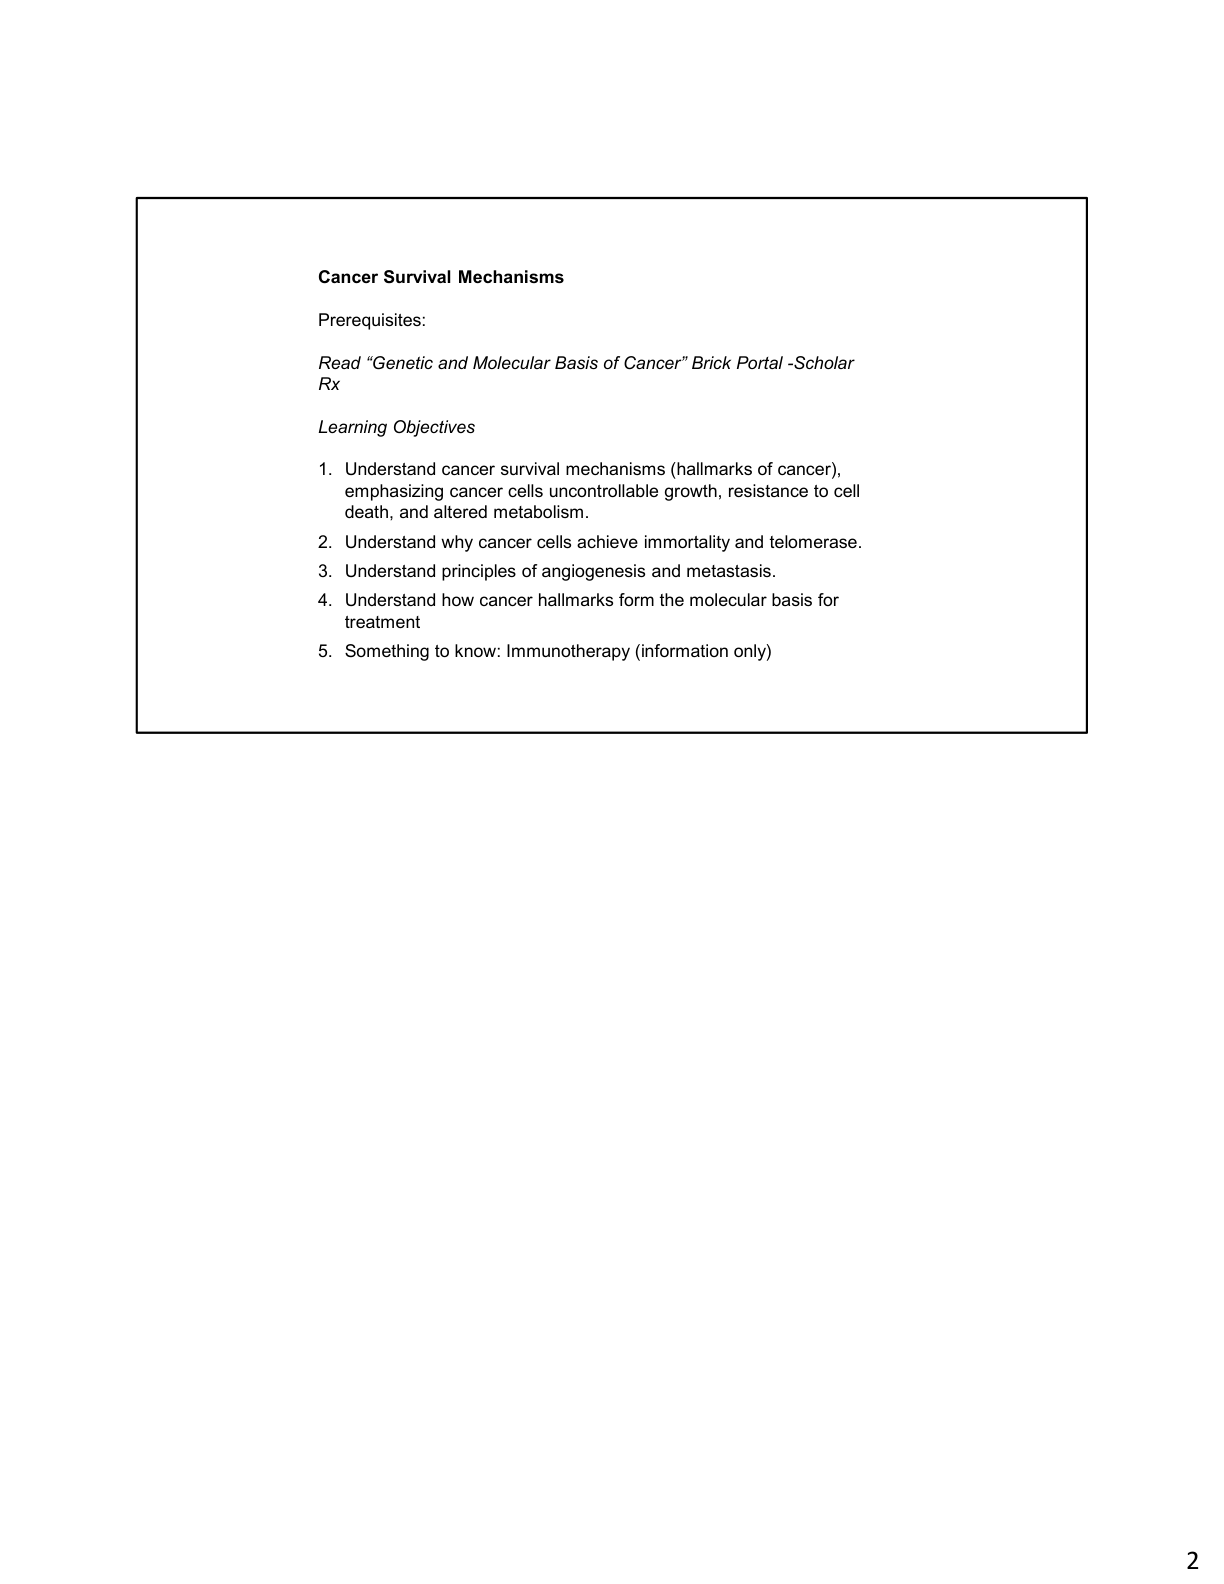 Cancer Survival Mechanisms
Prerequisites:
Read “Genetic and Molecular Basis of Cancer” Brick Portal -Scholar
Rx
Learning Objectives
1. Understand cancer survival mechanisms (hallmarks of cancer),
emphasizing cancer cells uncontrollable growth, resistance to cell
death, and altered metabolism.
2. Understand why cancer cells achieve immortality and telomerase.
3. Understand principles of angiogenesis and metastasis.
4. Understand how cancer hallmarks form the molecular basis for
treatment
5. Something to know: Immunotherapy (information only)
2